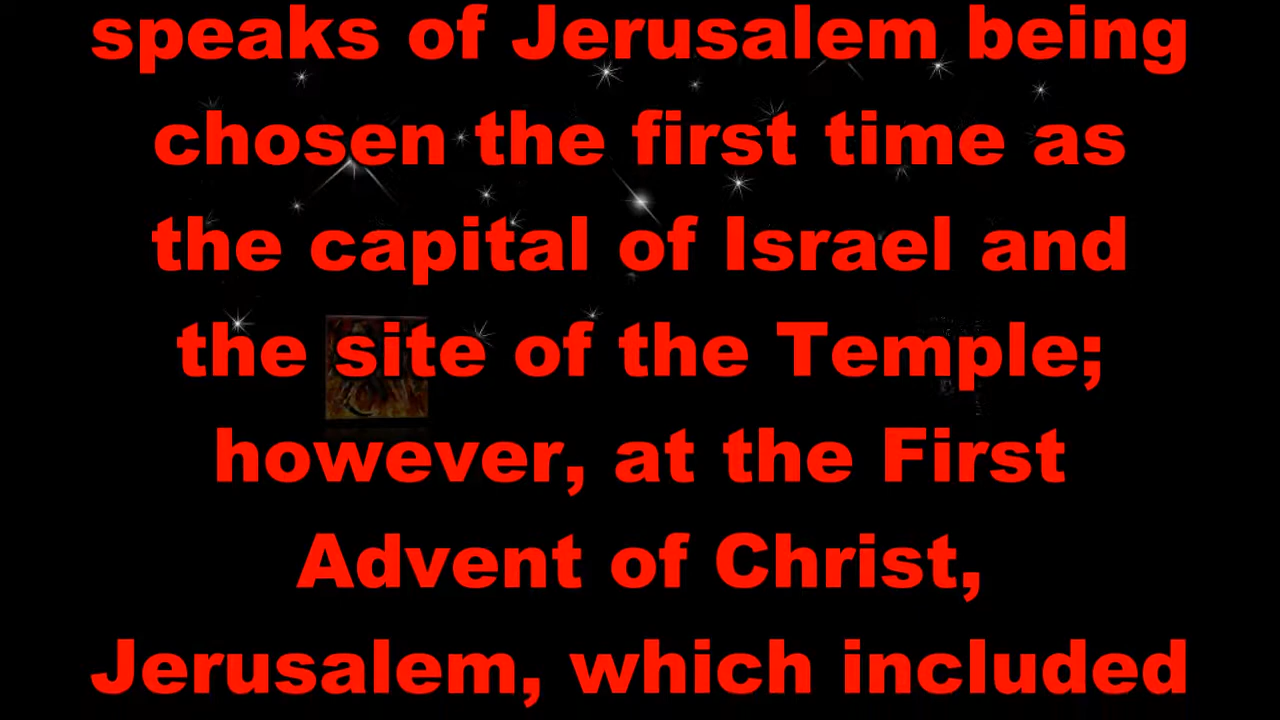 speaks of Jerusalem being
chosen the first time as
the capital of Israel and
the site of the Temple;
however, at the First
Advent of Christ,
Jerusalem, which included